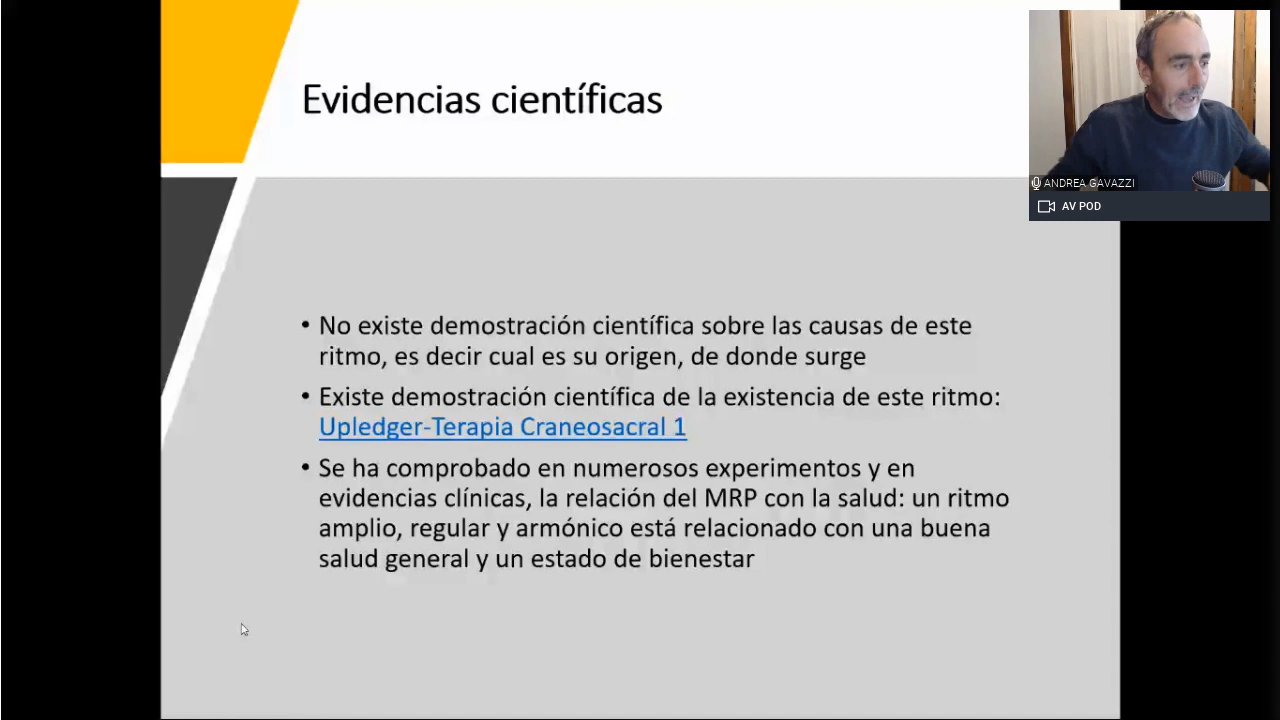 Evidencias científicas
ANDREA GAVAZZI
AV POD
• No existe demostración científica sobre las causas de este
ritmo, es decir cual es su origen, de donde surge
• Existe demostración científica de la existencia de este ritmo:
Upledger-Terapia Craneosacral 1
• Se ha comprobado en numerosos experimentos y en
evidencias clínicas, la relación del MRP con la salud: un ritmo
amplio, regular y armónico está relacionado con una buena
salud general y un estado de bienestar